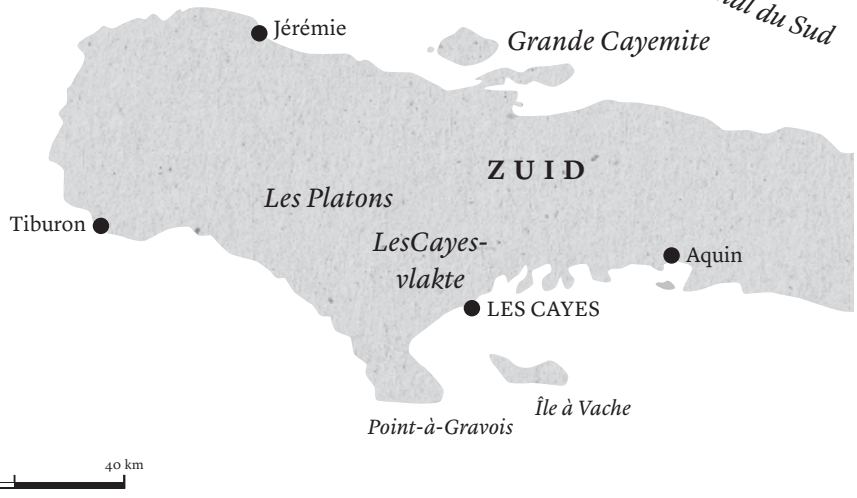 du Sud
Jérémie
Grande Cayemite
ZUID
Les Platons
Tiburon
LesCayes-
vlakte
Aquin
LES CAYES
Île à Vache
Point-à-Gravois
40 km